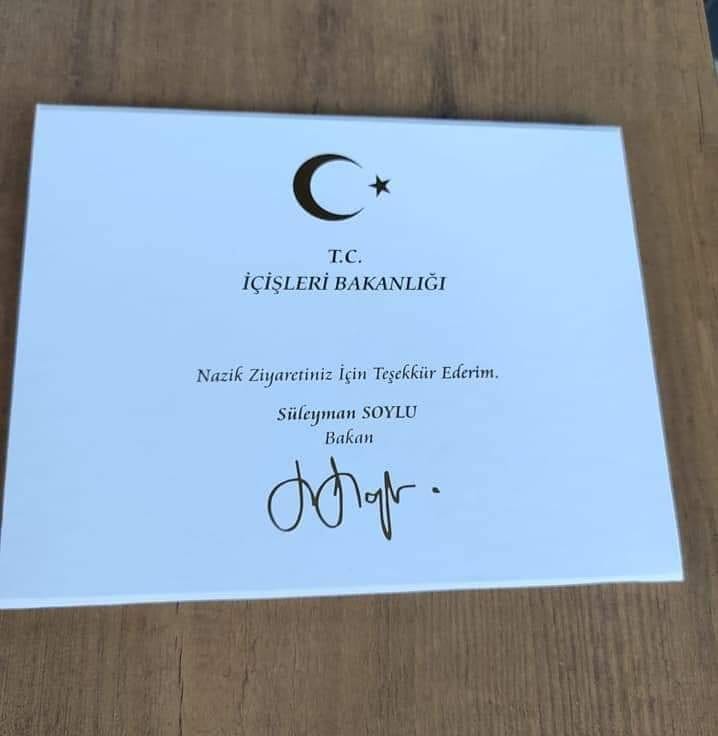 T.C.
İÇİŞLERİ BAKANLIĞI
Nazik Ziyaretiniz İçin Teşekkür Ederim.
Süleyman SOYLU
Bakan